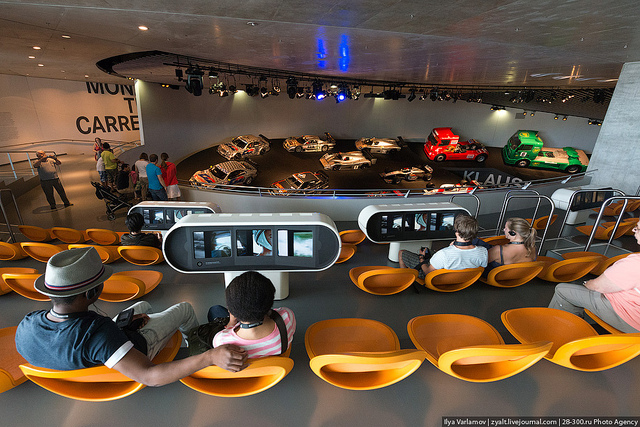 MON
T
CARRE
KLAUS
Ilya Varlamov | zyalt.livejournal.com | 28-300.ru Photo Agency